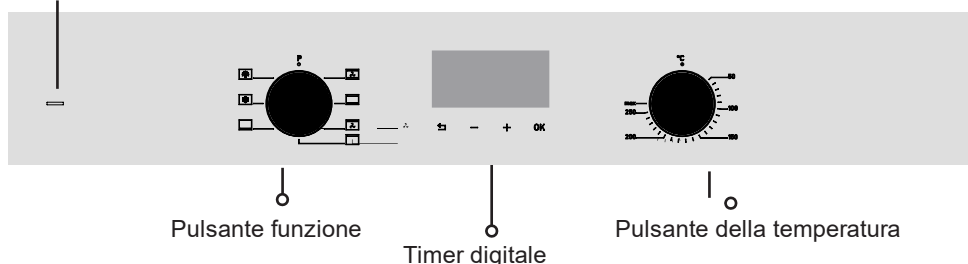 P
°C
50
max
250
100
OK
200
150
Pulsante funzione
Pulsante della temperatura
Timer digitale